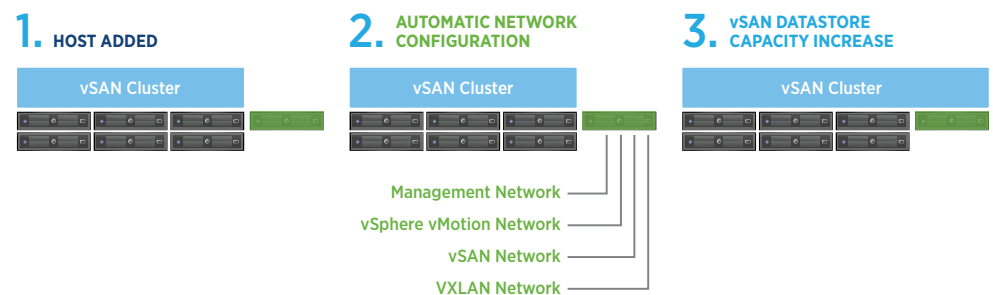 1. HOST ADDED
vSAN Cluster
2. AUTOMATIC NETWORK
CONFIGURATION
vSAN Cluster
Management Network
vSphere vMotion Network
vSAN Network
VXLAN Network
3. vSAN DATASTORE
CAPACITY INCREASE
vSAN Cluster